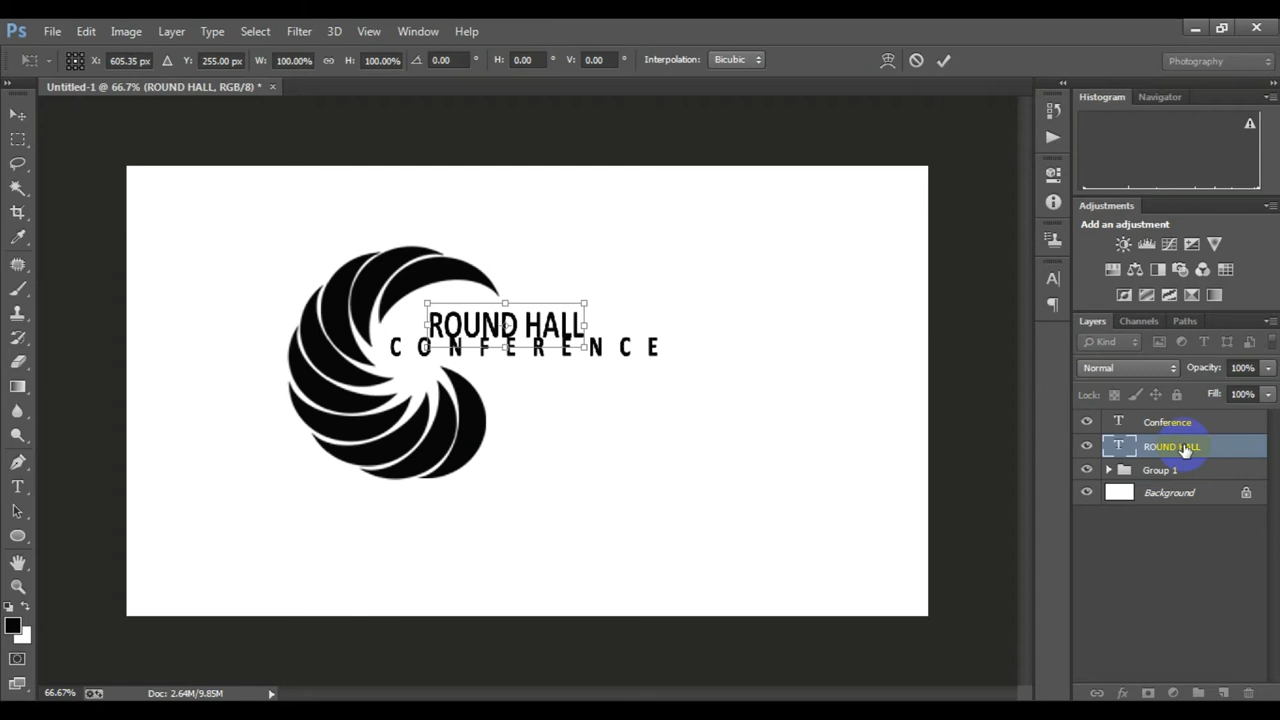 Ps File Edit Image Layer Type Select Filter 3D View Window Help
X: 605.35 px Y: 255.00 px W: 100.00% H: 100.00% 0.00 ° H: 0.00 ° V: 0.00 ° Interpolation: Bicubic Photography
Untitled-1 @ 66.7% (ROUND HALL, RGB/8) * ×
Histogram Navigator
Adjustments
Add an adjustment
ROUND HALL
CONFERENCE
Layers Channels Paths
Kind
Normal Opacity: 100%
Lock: Fill: 100%
T Conference
T ROUND HALL
Group 1
Background
66.67% Doc: 2.64M/9.85M